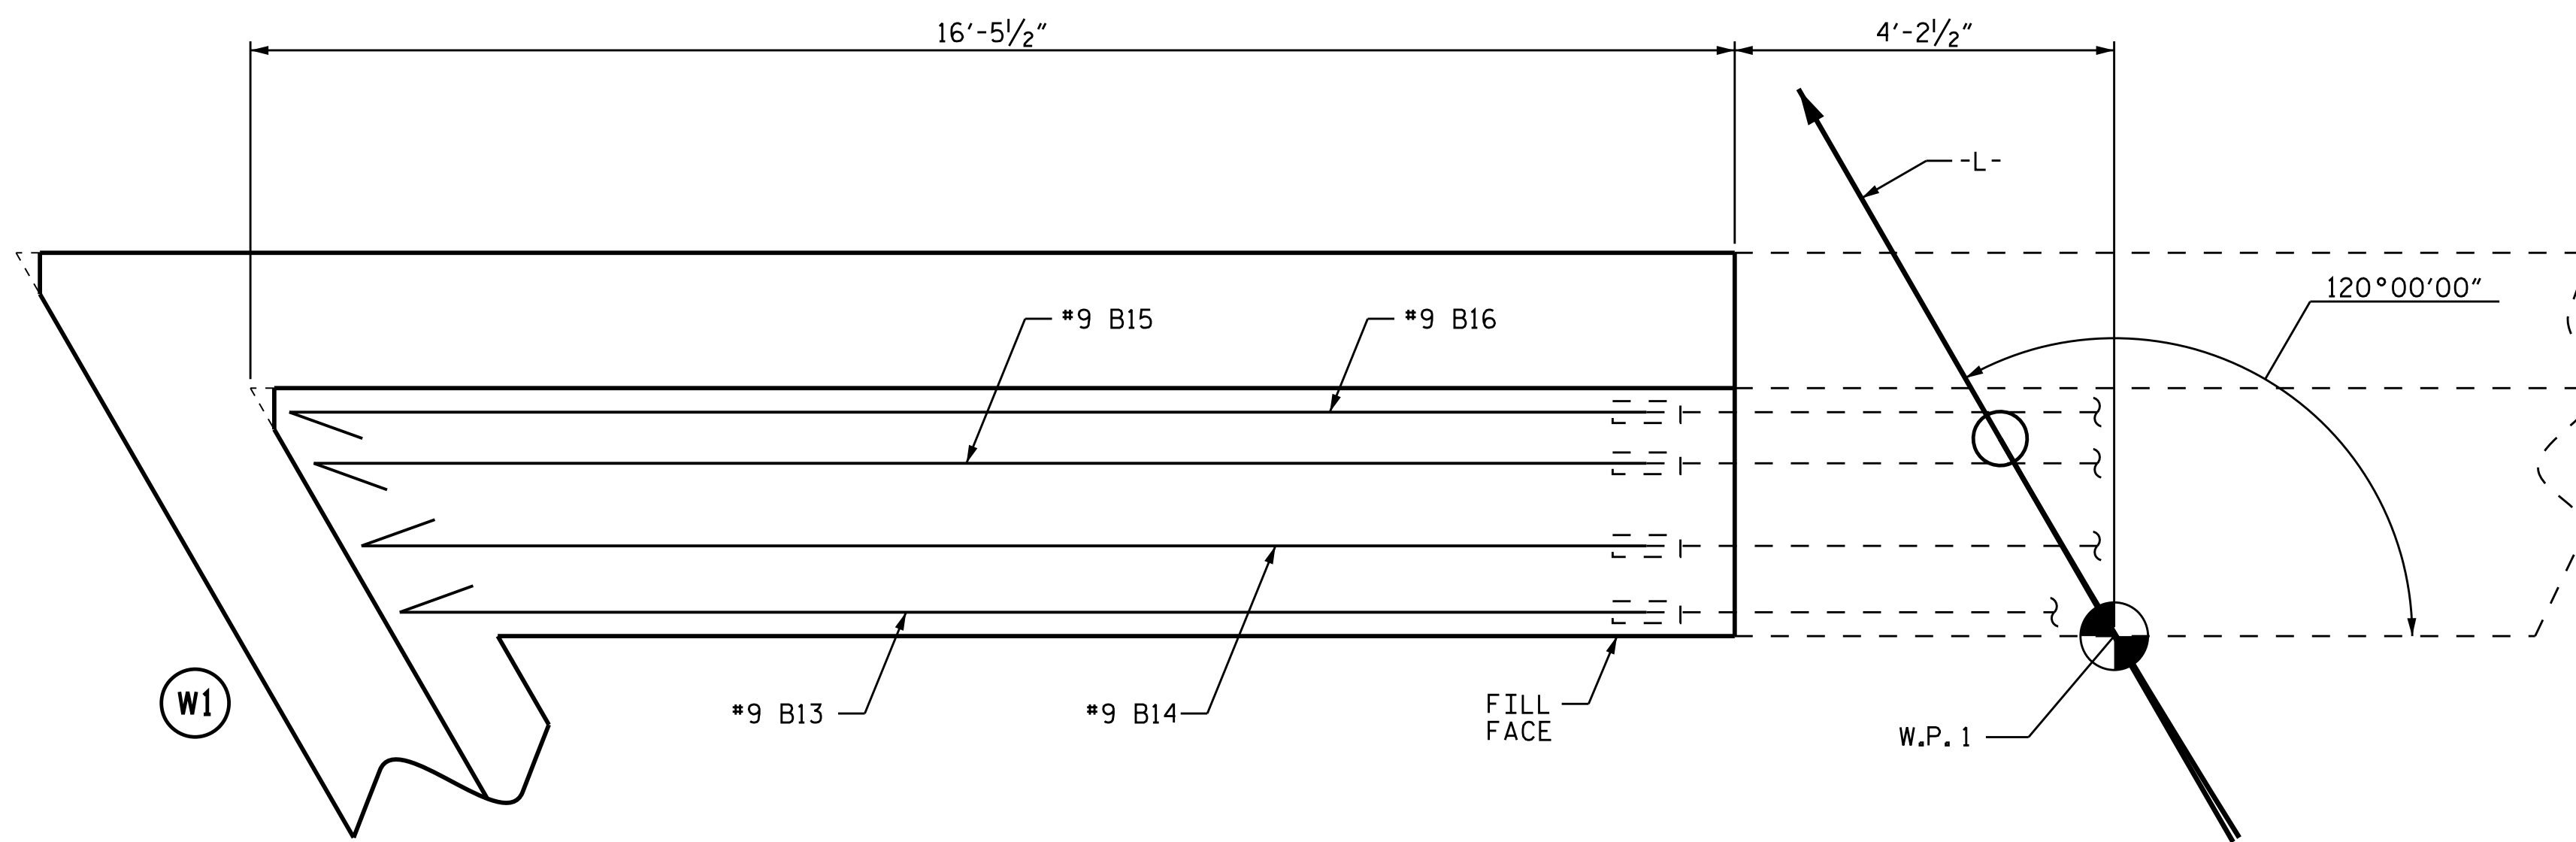 16'-5½" 4'-2½"
-L-
120°00'00"
#9 B15 #9 B16
W1
#9 B13 #9 B14 FILL
FACE
W.P. 1